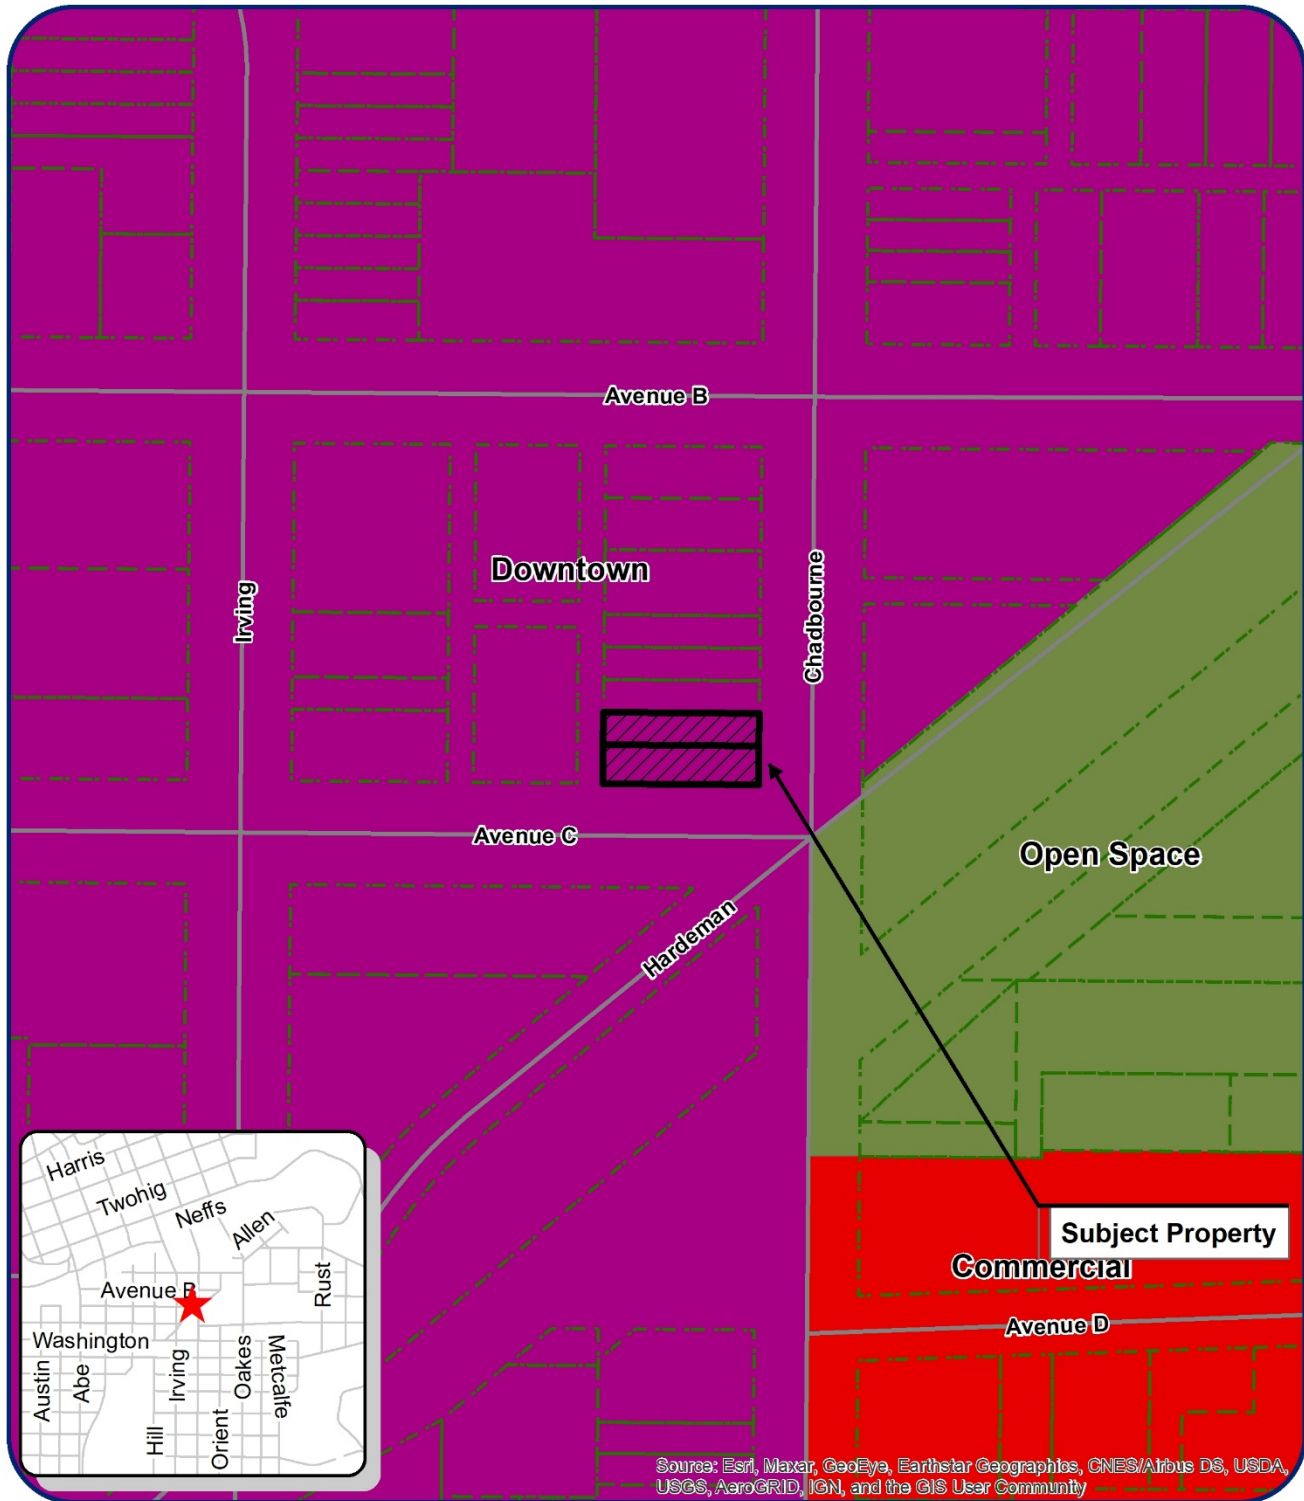 Avenue B
Downtown
Irving
Chadbourne
Avenue C
Open Space
Hardeman
Subject Property
Commercial
Avenue D
Harris
Twohig
Neffs
Allen
Rust
Avenue B
Washington
Austin
Abe
Irving
Oakes
Metcalfe
Hill
Orient
Source: Esri, Maxar, GeoEye, Earthstar Geographics, CNES/Airbus DS, USDA,
USGS, AeroGRID, IGN, and the GIS User Community